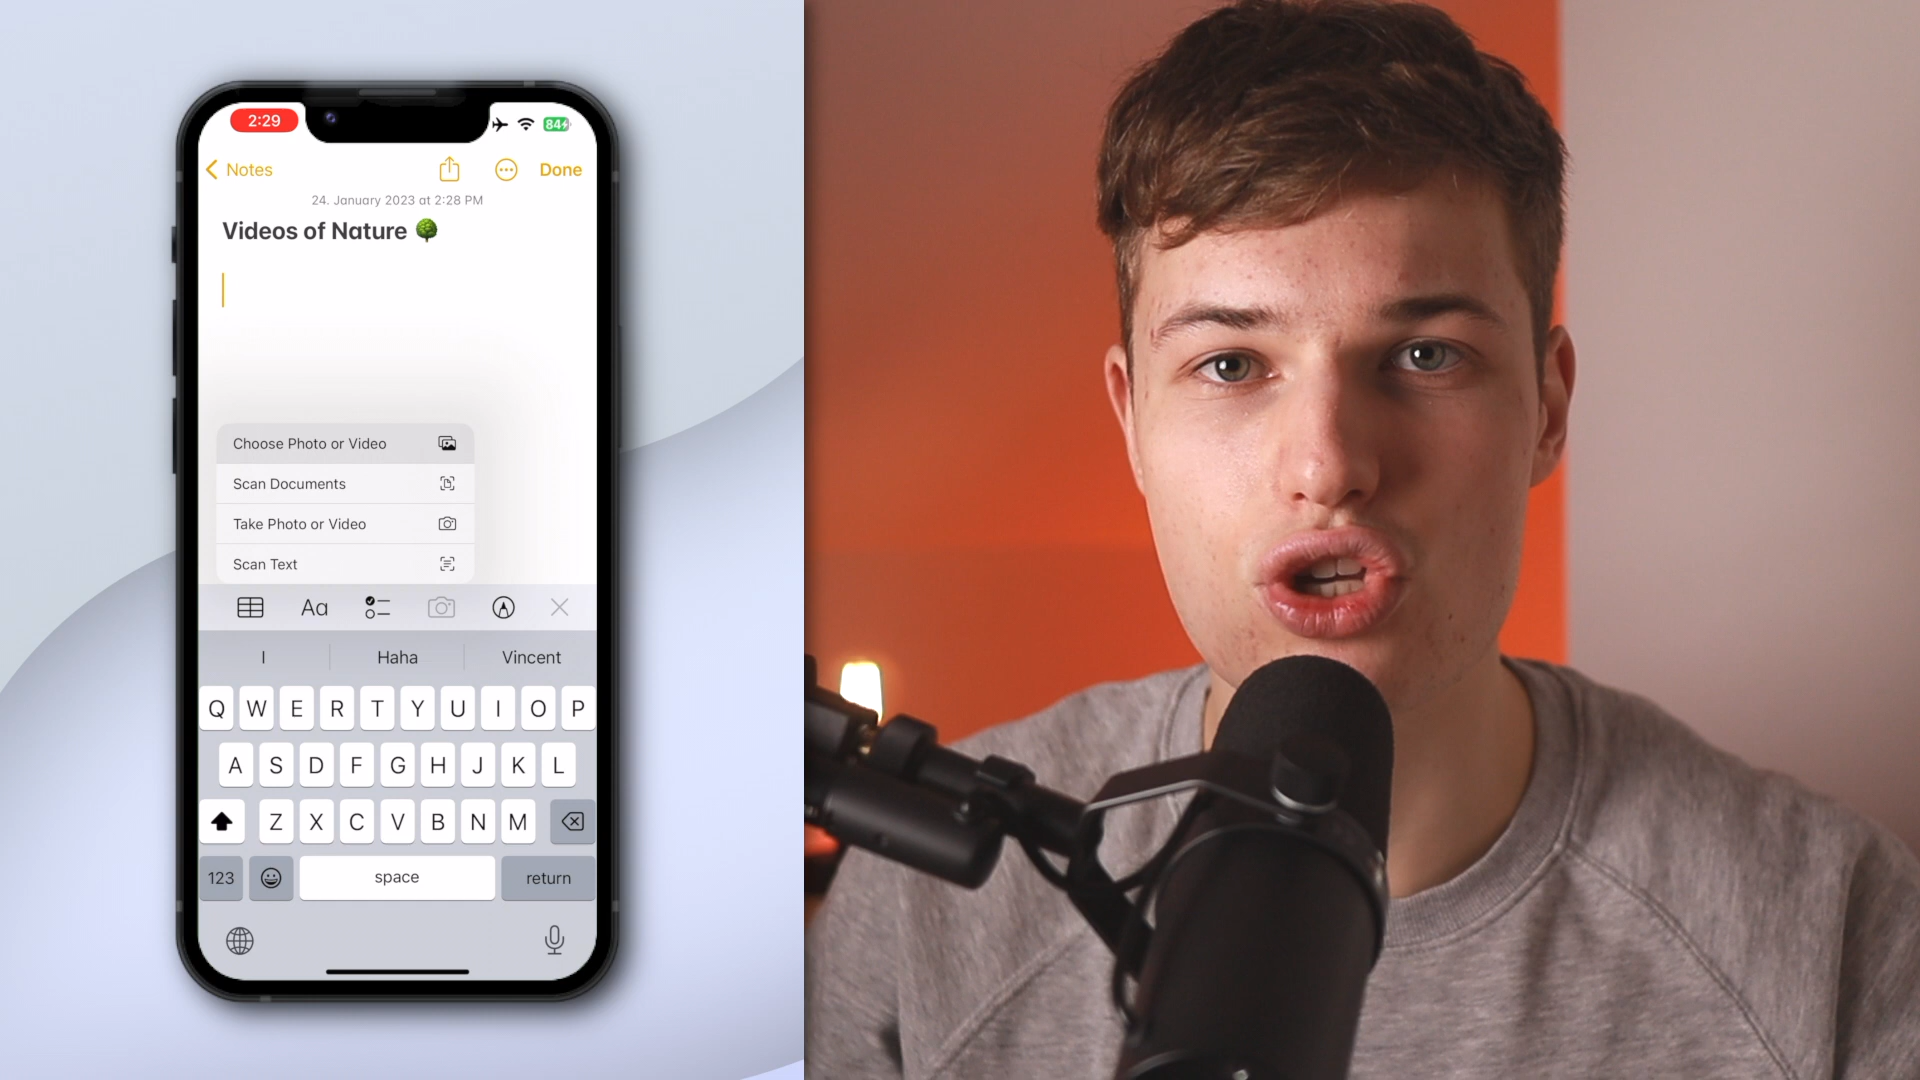 2:29
84
Notes
Done
24. January 2023 at 2:28 PM
Videos of Nature
Choose Photo or Video
Scan Documents
Take Photo or Video
Scan Text
Aa
I Haha Vincent
Q W E R T Y U I O P
A S D F G H J K L
Z X C V B N M
123 space return